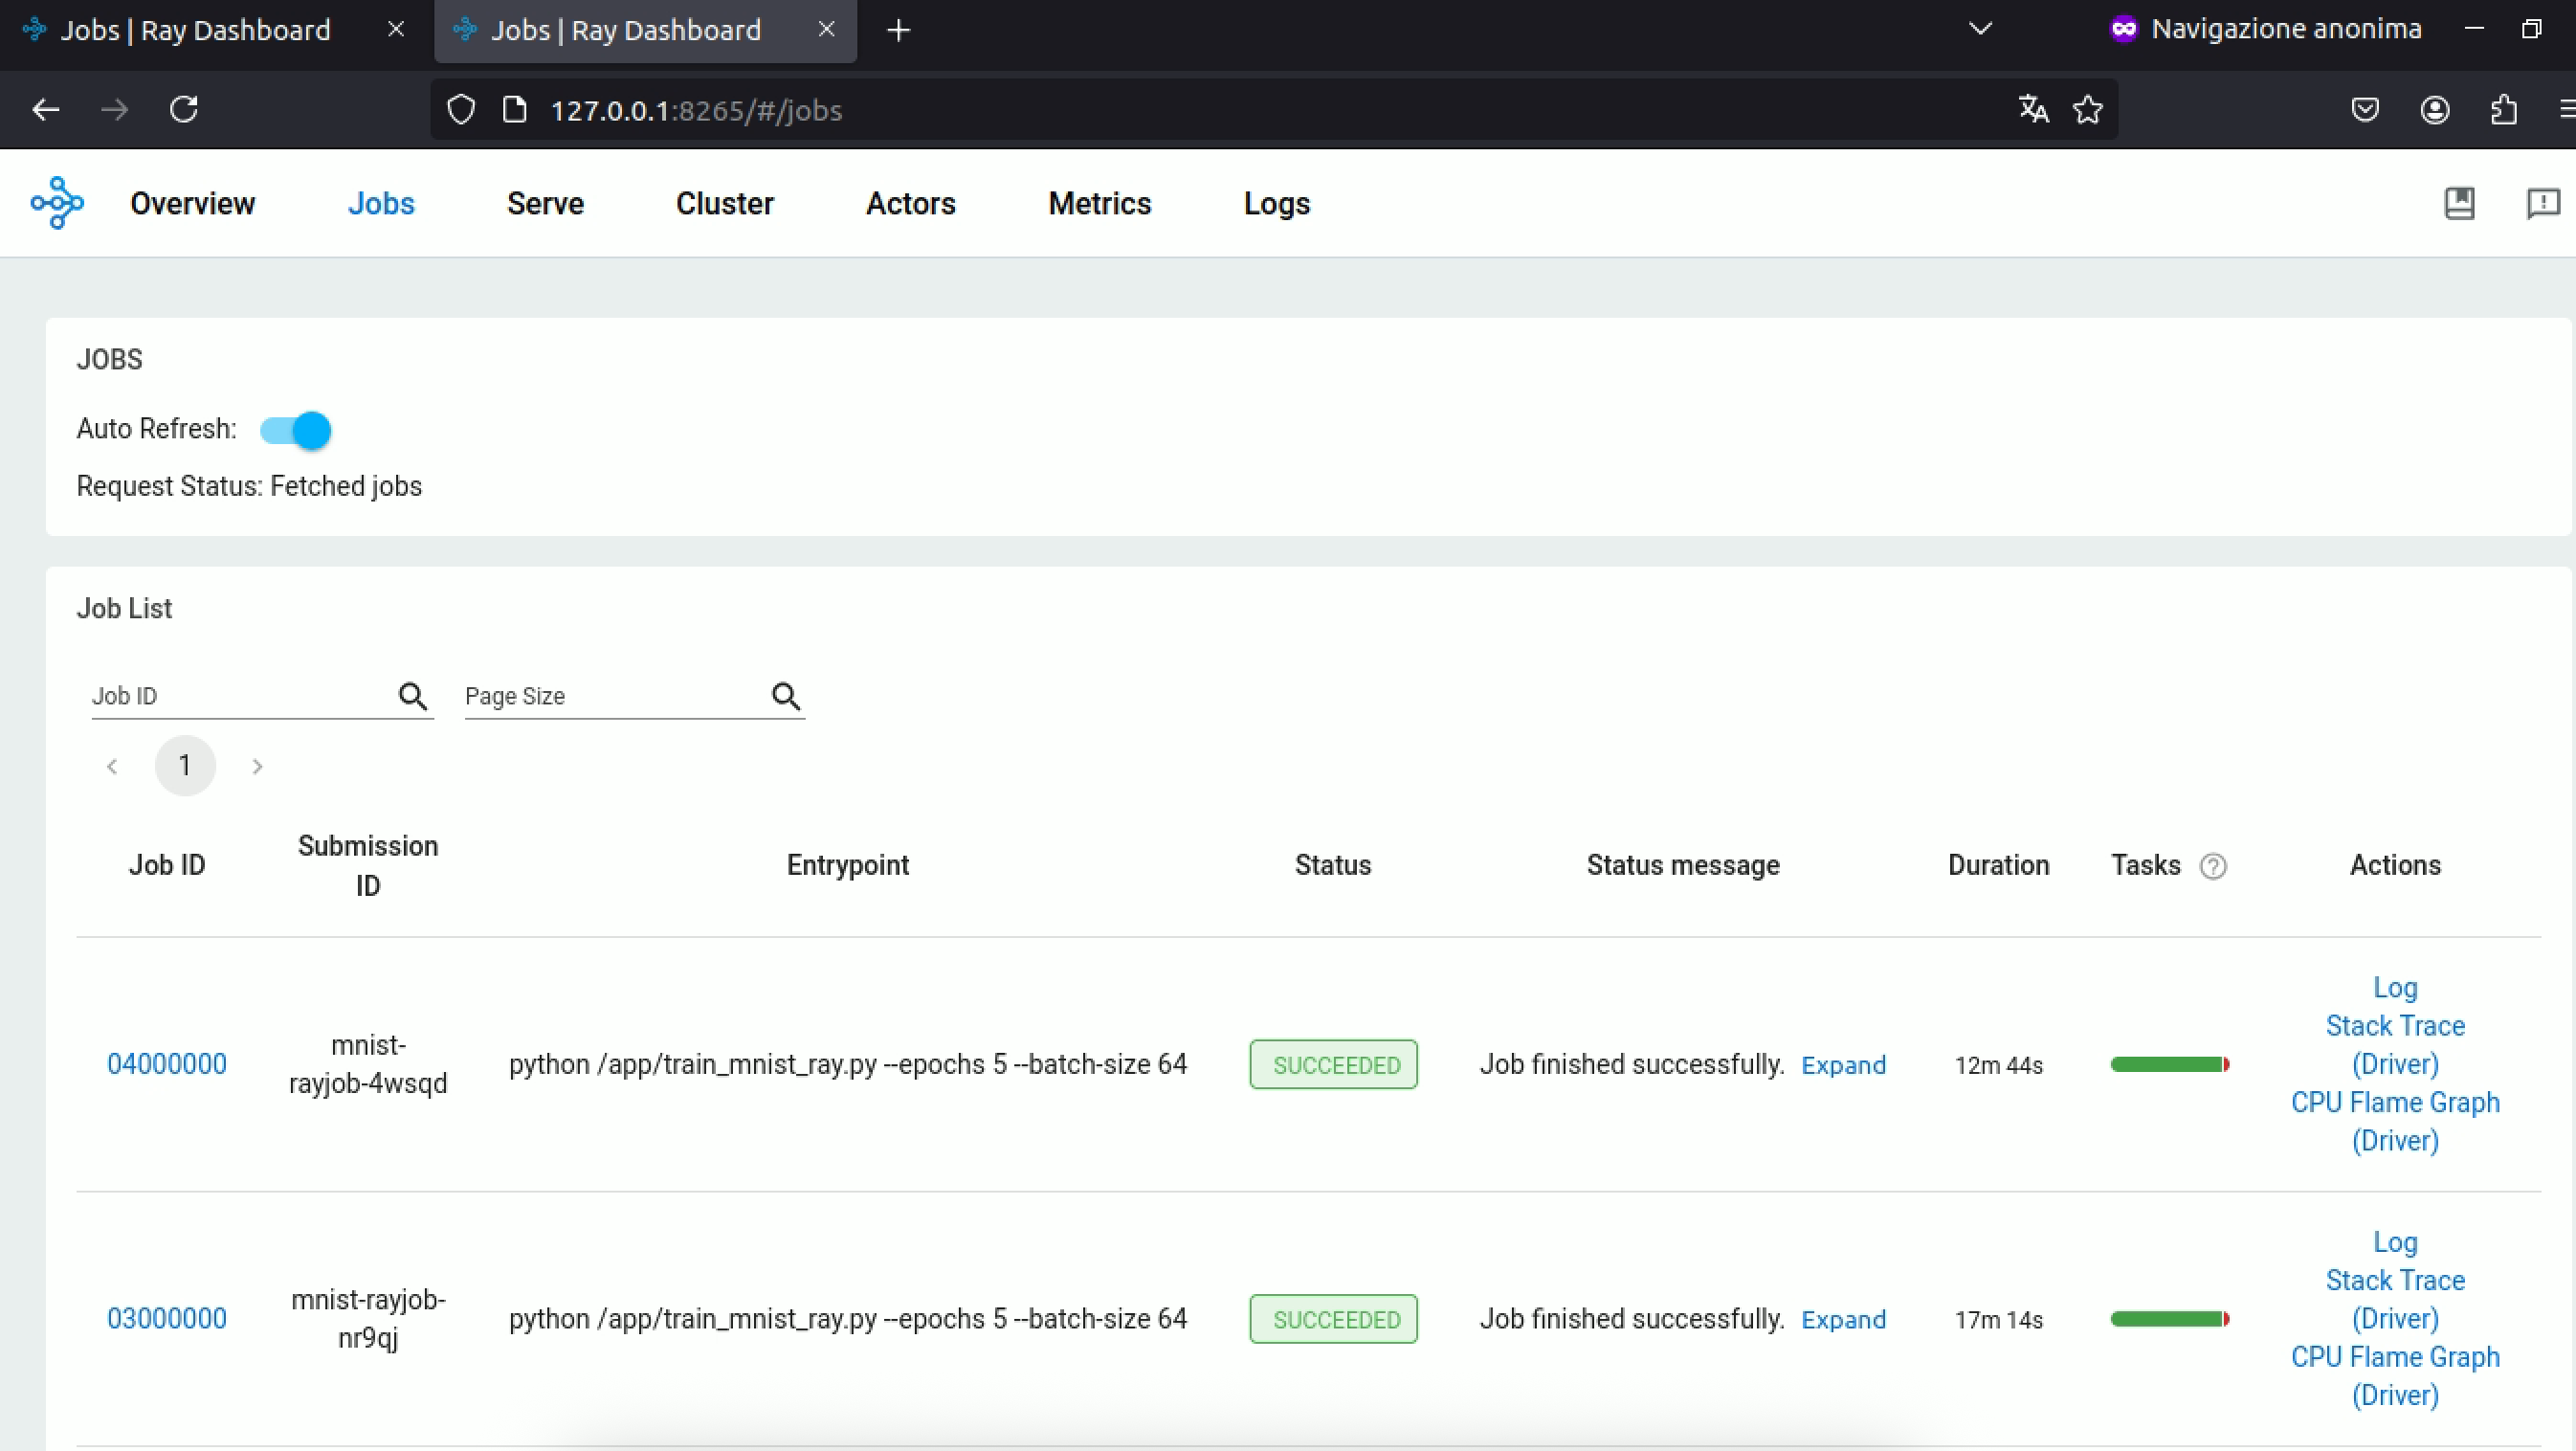 Jobs | Ray Dashboard
Jobs | Ray Dashboard
Navigazione anonima
127.0.0.1:8265/#/jobs
Overview Jobs Serve Cluster Actors Metrics Logs
JOBS
Auto Refresh:
Request Status: Fetched jobs
Job List
Job ID
Page Size
1
Job ID
Submission
ID
Entrypoint
Status
Status message
Duration
Tasks
Actions
04000000
mnist-
rayjob-4wsqd
python /app/train_mnist_ray.py --epochs 5 --batch-size 64
SUCCEEDED
Job finished successfully. Expand
12m 44s
Log
Stack Trace
(Driver)
CPU Flame Graph
(Driver)
03000000
mnist-rayjob-
nr9qj
python /app/train_mnist_ray.py --epochs 5 --batch-size 64
SUCCEEDED
Job finished successfully. Expand
17m 14s
Log
Stack Trace
(Driver)
CPU Flame Graph
(Driver)